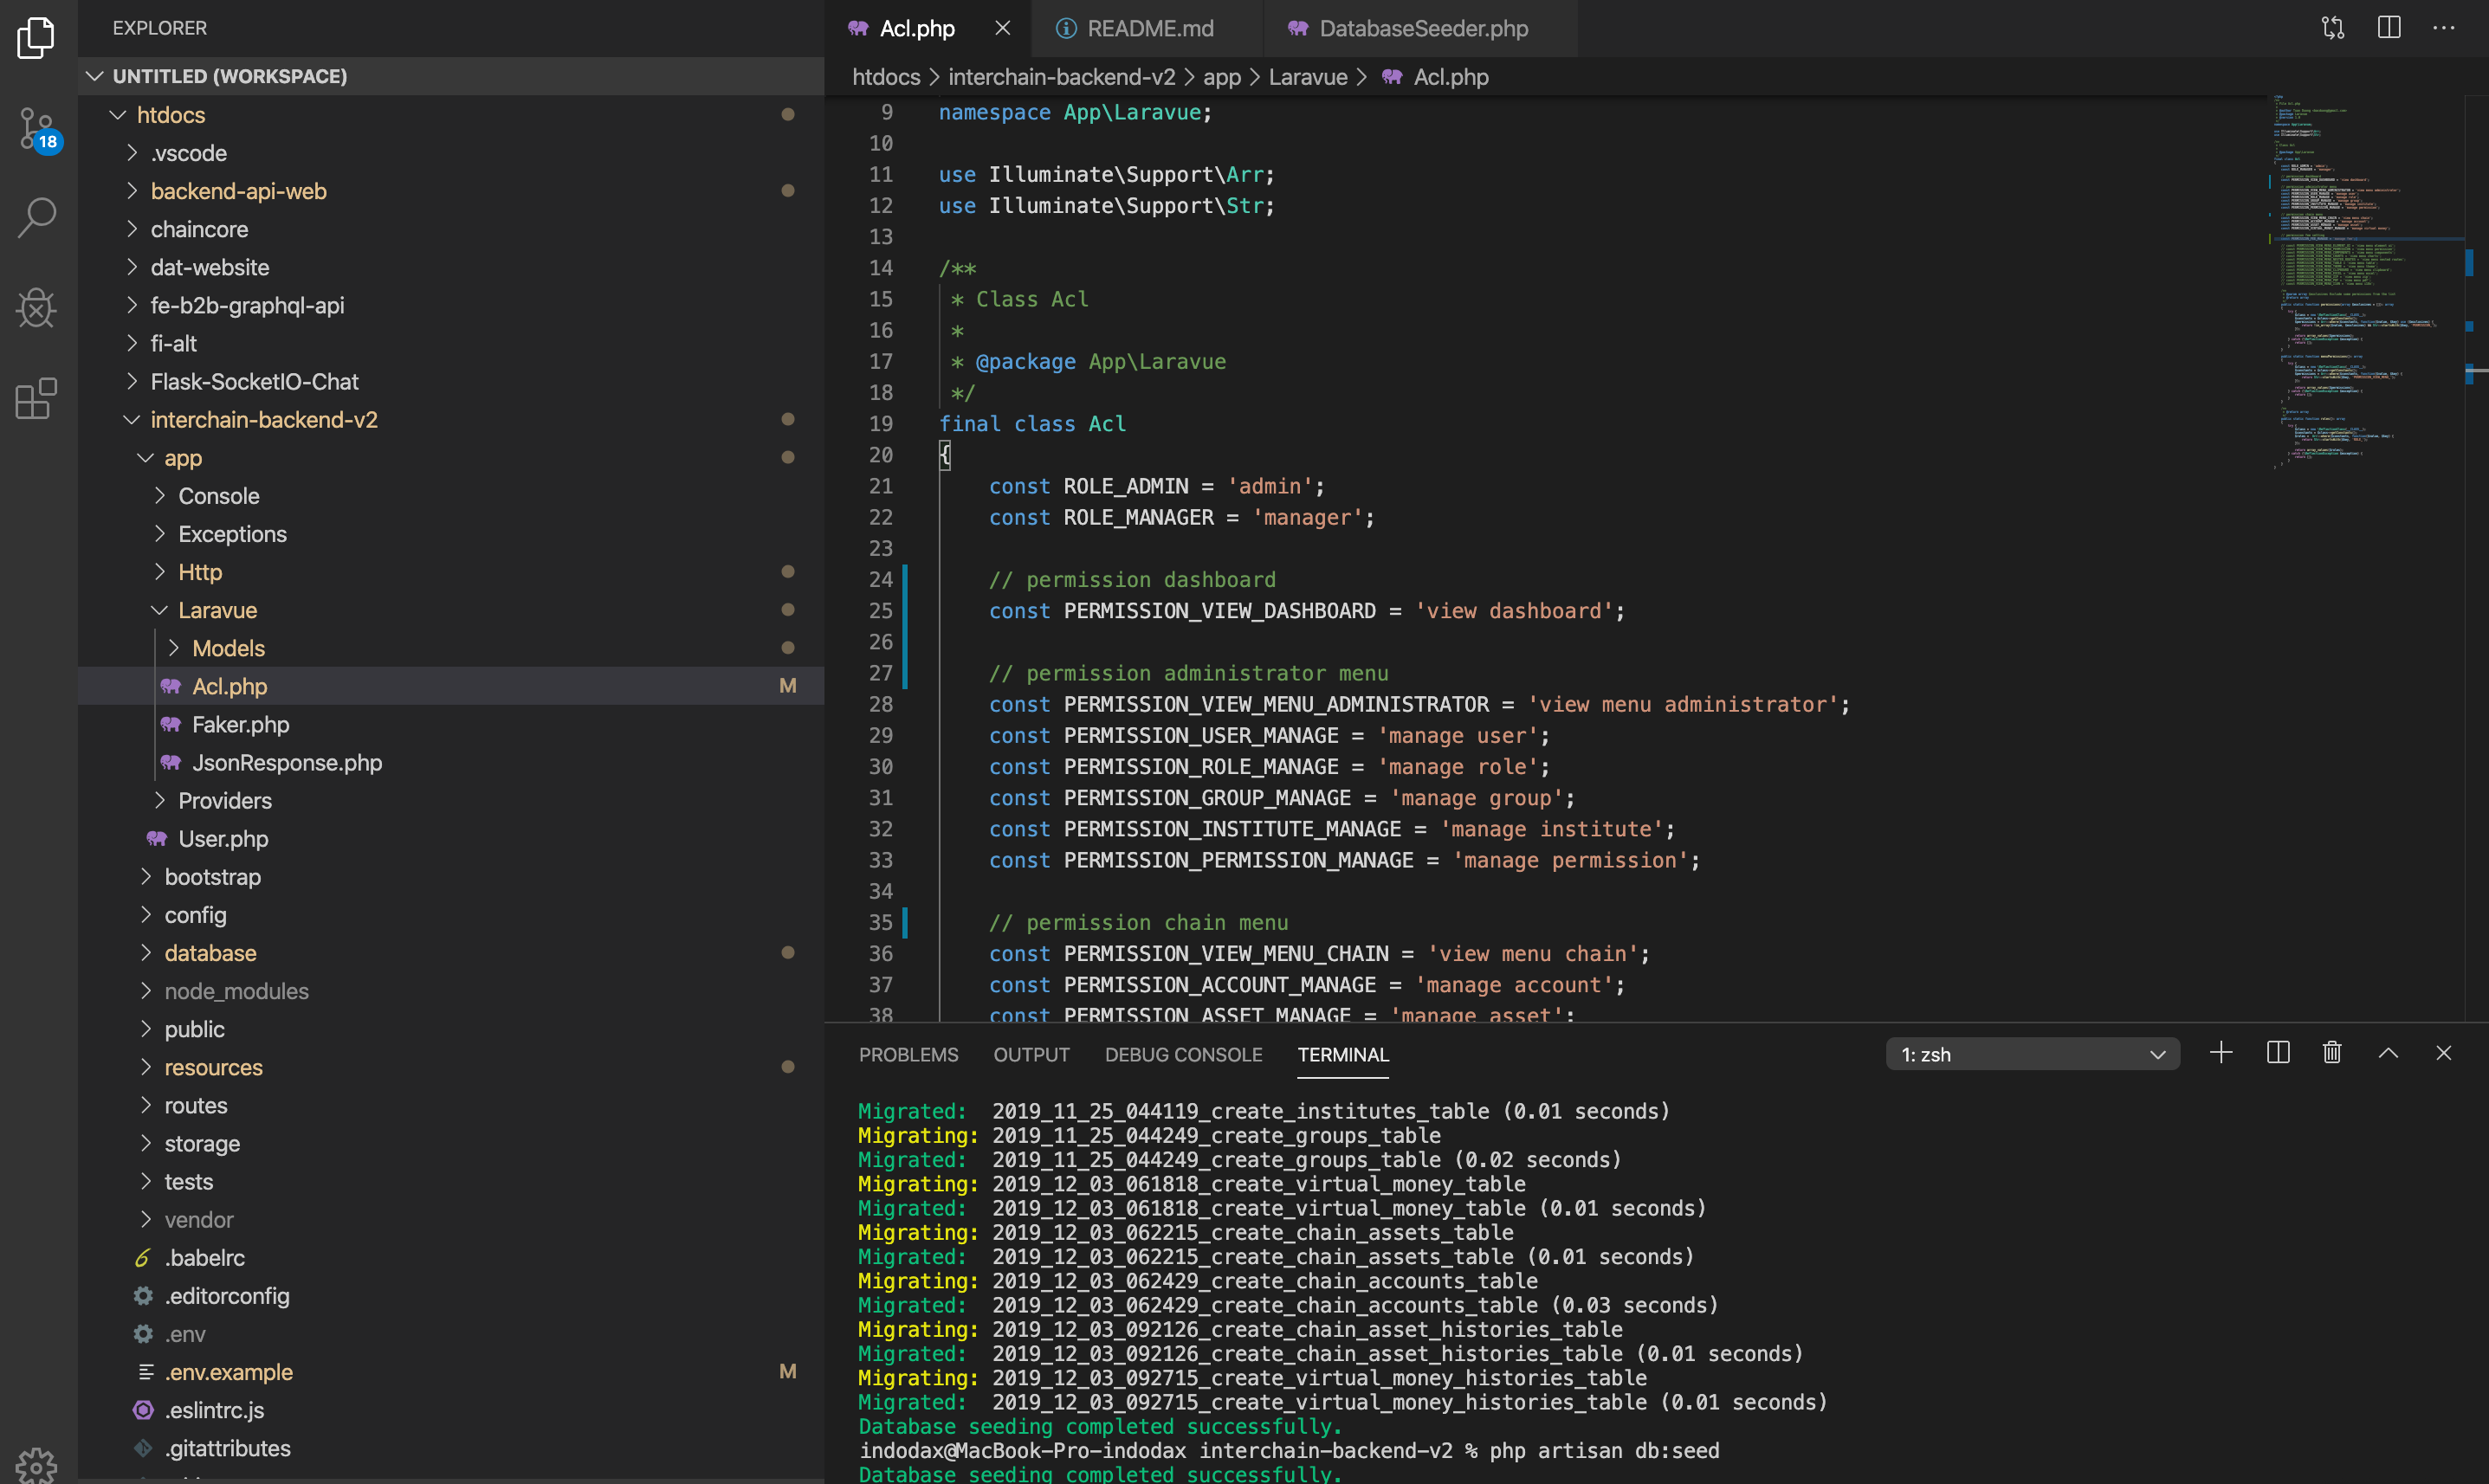 EXPLORER
UNTITLED (WORKSPACE)
htdocs
.vscode
backend-api-web
chaincore
dat-website
fe-b2b-graphql-api
fi-alt
Flask-SocketIO-Chat
interchain-backend-v2
app
Console
Exceptions
Http
Laravue
Models
Acl.php M
Faker.php
JsonResponse.php
Providers
User.php
bootstrap
config
database
node_modules
public
resources
routes
storage
tests
vendor
.babelrc
.editorconfig
.env
.env.example M
.eslintrc.js
.gitattributes
18
Acl.php README.md DatabaseSeeder.php
htdocs > interchain-backend-v2 > app > Laravue > Acl.php
9 namespace App\Laravue;
10
11 use Illuminate\Support\Arr;
12 use Illuminate\Support\Str;
13
14 /**
15 * Class Acl
16 *
17 * @package App\Laravue
18 */
19 final class Acl
20 {
21 const ROLE_ADMIN = 'admin';
22 const ROLE_MANAGER = 'manager';
23
24 // permission dashboard
25 const PERMISSION_VIEW_DASHBOARD = 'view dashboard';
26
27 // permission administrator menu
28 const PERMISSION_VIEW_MENU_ADMINISTRATOR = 'view menu administrator';
29 const PERMISSION_USER_MANAGE = 'manage user';
30 const PERMISSION_ROLE_MANAGE = 'manage role';
31 const PERMISSION_GROUP_MANAGE = 'manage group';
32 const PERMISSION_INSTITUTE_MANAGE = 'manage institute';
33 const PERMISSION_PERMISSION_MANAGE = 'manage permission';
34
35 // permission chain menu
36 const PERMISSION_VIEW_MENU_CHAIN = 'view menu chain';
37 const PERMISSION_ACCOUNT_MANAGE = 'manage account';
38 const PERMISSION_ASSET_MANAGE = 'manage asset';
PROBLEMS OUTPUT DEBUG CONSOLE TERMINAL 1: zsh
Migrated: 2019_11_25_044119_create_institutes_table (0.01 seconds)
Migrating: 2019_11_25_044249_create_groups_table
Migrated: 2019_11_25_044249_create_groups_table (0.02 seconds)
Migrating: 2019_12_03_061818_create_virtual_money_table
Migrated: 2019_12_03_061818_create_virtual_money_table (0.01 seconds)
Migrating: 2019_12_03_062215_create_chain_assets_table
Migrated: 2019_12_03_062215_create_chain_assets_table (0.01 seconds)
Migrating: 2019_12_03_062429_create_chain_accounts_table
Migrated: 2019_12_03_062429_create_chain_accounts_table (0.03 seconds)
Migrating: 2019_12_03_092126_create_chain_asset_histories_table
Migrated: 2019_12_03_092126_create_chain_asset_histories_table (0.01 seconds)
Migrating: 2019_12_03_092715_create_virtual_money_histories_table
Migrated: 2019_12_03_092715_create_virtual_money_histories_table (0.01 seconds)
Database seeding completed successfully.
indodax@MacBook-Pro-indodax interchain-backend-v2 % php artisan db:seed
Database seeding completed successfully.